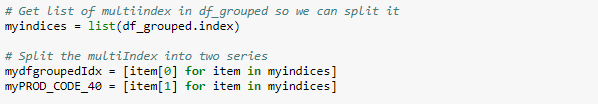 # Get list of multiindex in df_grouped so we can split it
myindices = list(df_grouped.index)
# Split the multiIndex into two series
mydfgroupedIdx = [item[0] for item in myindices]
myPROD_CODE_40 = [item[1] for item in myindices]